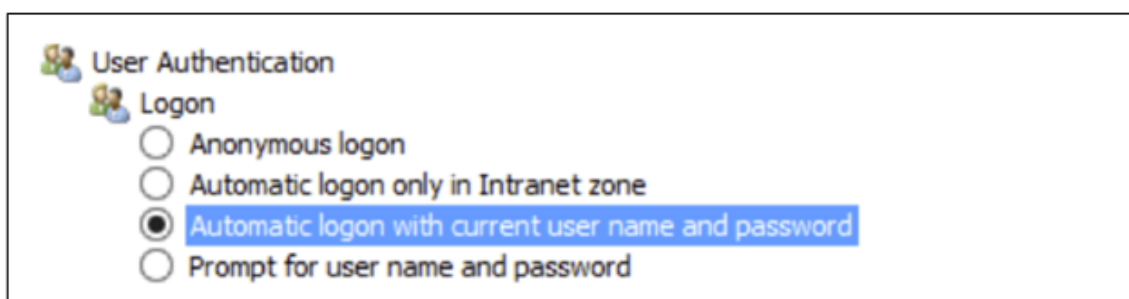 User Authentication
Logon
Anonymous logon
Automatic logon only in Intranet zone
Automatic logon with current user name and password
Prompt for user name and password